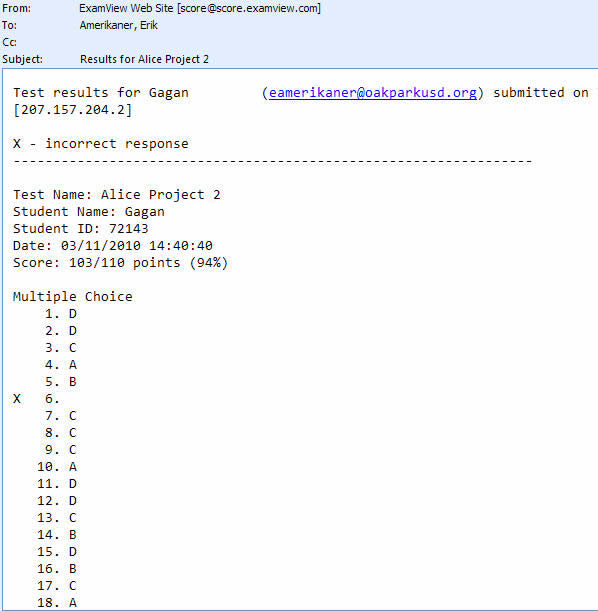 From: ExamView Web Site [score@score.examview.com]
To: Amerikaner, Erik
Cc:
Subject: Results for Alice Project 2
Test results for Gagan (eamerikaner@oakparkusd.org) submitted on
[207.157.204.2]
X - incorrect response
-----------------------------------------------------------------
Test Name: Alice Project 2
Student Name: Gagan
Student ID: 72143
Date: 03/11/2010 14:40:40
Score: 103/110 points (94%)
Multiple Choice
1. D
2. D
3. C
4. A
5. B
X 6.
7. C
8. C
9. C
10. A
11. D
12. D
13. C
14. B
15. D
16. B
17. C
18. A